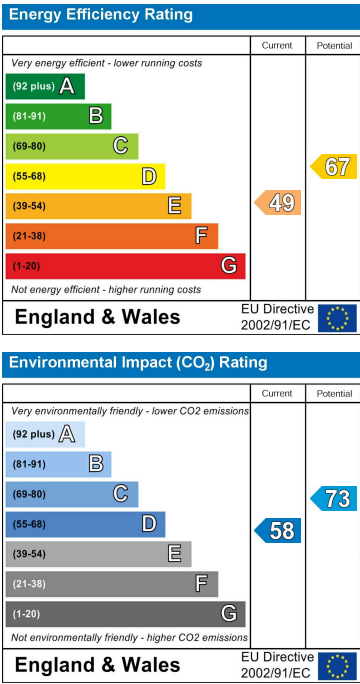 Energy Efficiency Rating
Current Potential
Very energy efficient - lower running costs
(92 plus) A
(81-91) B
(69-80) C
(55-68) D
(39-54) E
(21-38) F
(1-20) G
49
67
Not energy efficient - higher running costs
England & Wales
EU Directive
2002/91/EC
Environmental Impact (CO₂) Rating
Current Potential
Very environmentally friendly - lower CO2 emissions
(92 plus) A
(81-91) B
(69-80) C
(55-68) D
(39-54) E
(21-38) F
(1-20) G
58
73
Not environmentally friendly - higher CO2 emissions
England & Wales
EU Directive
2002/91/EC